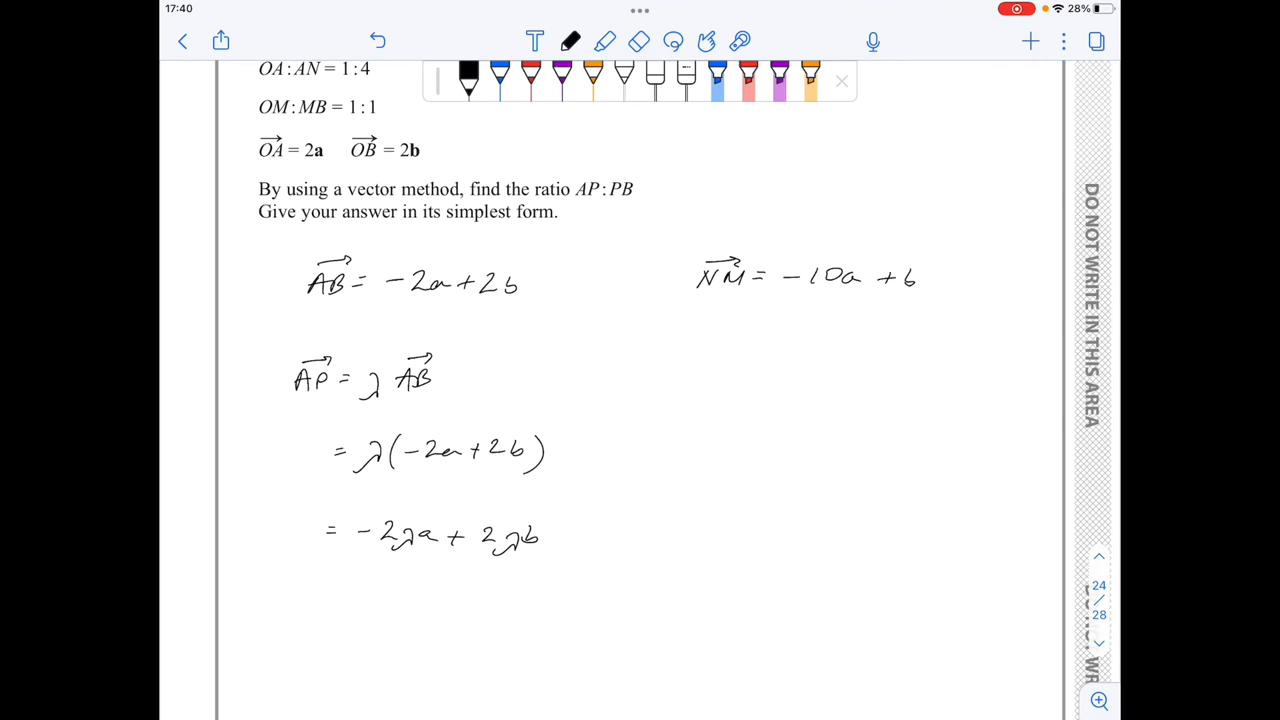 17:40
28%
OA : AN = 1 : 4
OM : MB = 1 : 1
OA = 2a OB = 2b
By using a vector method, find the ratio AP : PB
Give your answer in its simplest form.
AB = -2a + 2b
NM = -10a + b
AP = λ AB
= λ(-2a + 2b)
= -2λa + 2λb
DO NOT WRITE IN THIS AREA
24
/
28